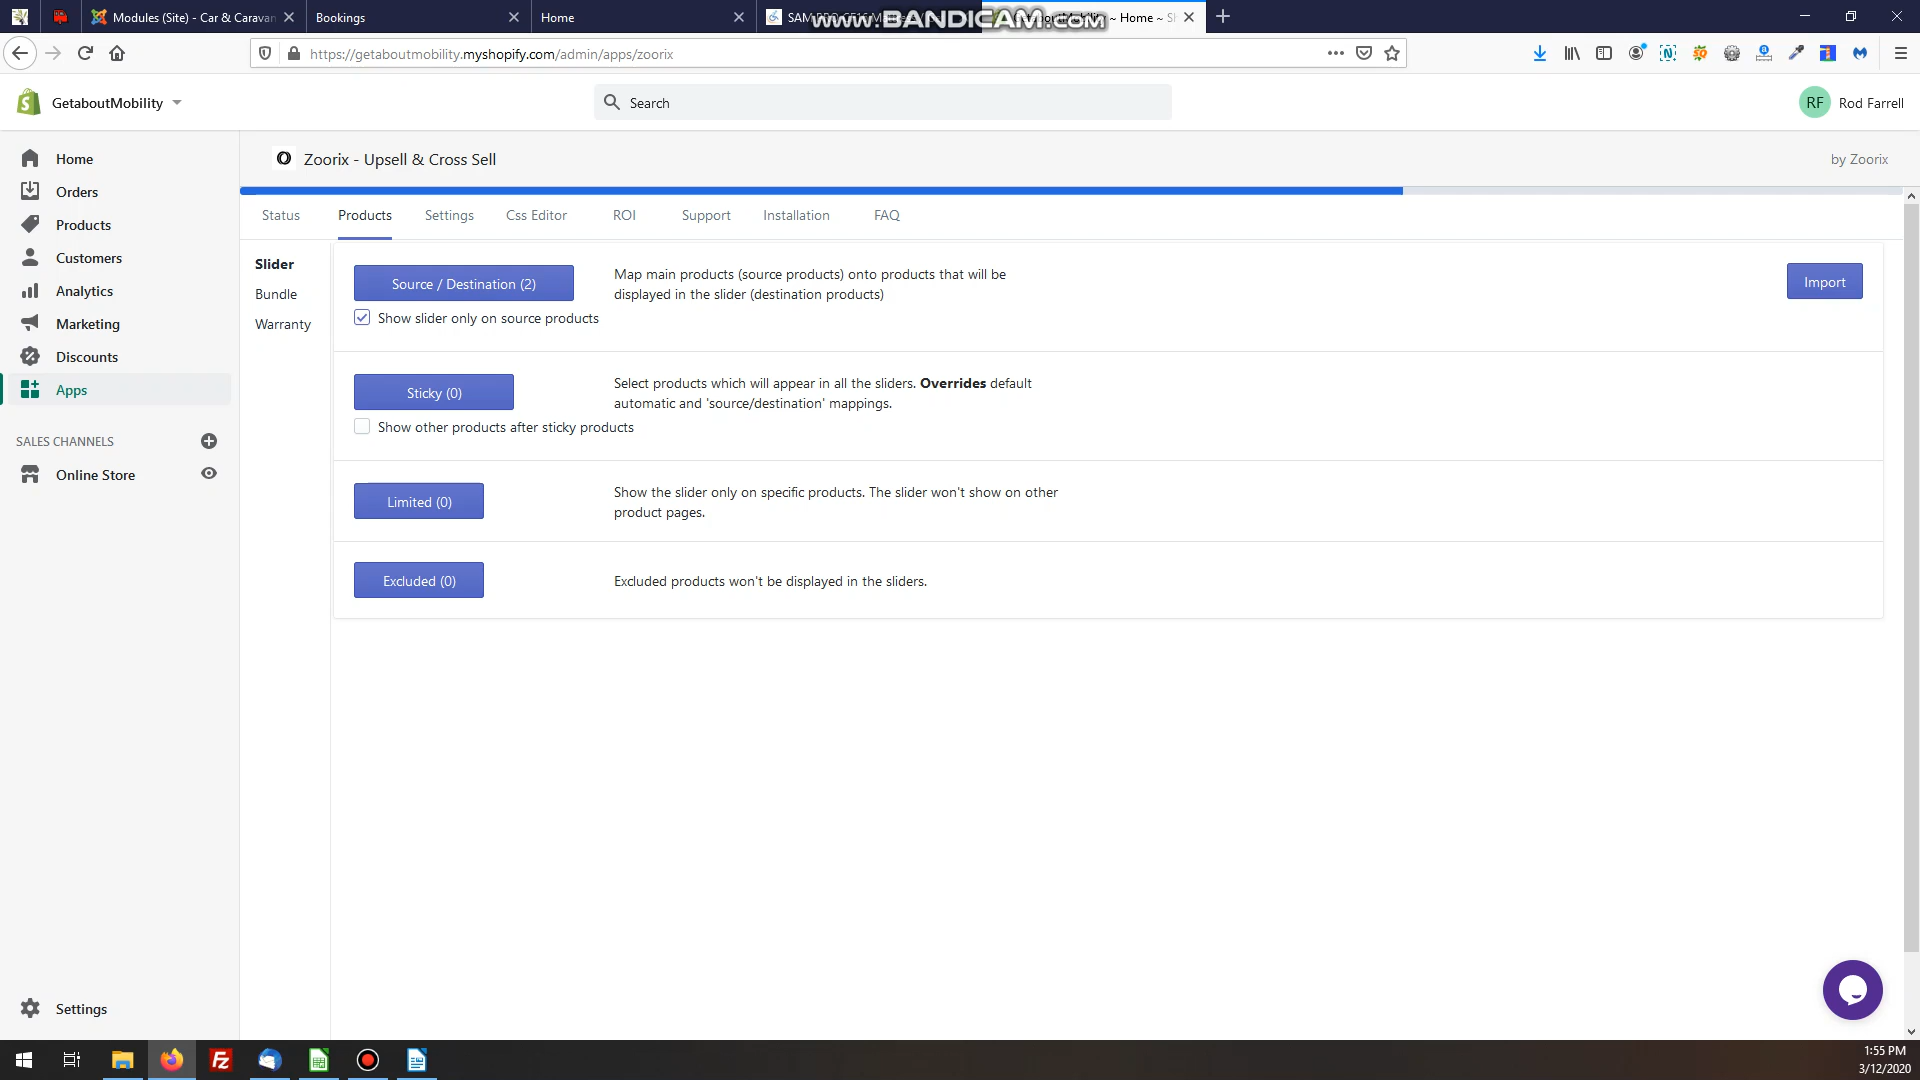 Modules (Site) - Car & Caravan
Bookings
Home
www.BANDICAM.com
~ Home ~ S
https://getaboutmobility.myshopify.com/admin/apps/zoorix
GetaboutMobility
Search
RF
Rod Farrell
Home
Orders
Products
Customers
Analytics
Marketing
Discounts
Apps
SALES CHANNELS
Online Store
Settings
Zoorix - Upsell & Cross Sell
by Zoorix
Status
Products
Settings
Css Editor
ROI
Support
Installation
FAQ
Slider
Bundle
Warranty
Source / Destination (2)
Map main products (source products) onto products that will be
displayed in the slider (destination products)
Import
Show slider only on source products
Sticky (0)
Select products which will appear in all the sliders. Overrides default
automatic and 'source/destination' mappings.
Show other products after sticky products
Limited (0)
Show the slider only on specific products. The slider won't show on other
product pages.
Excluded (0)
Excluded products won't be displayed in the sliders.
1:55 PM
3/12/2020